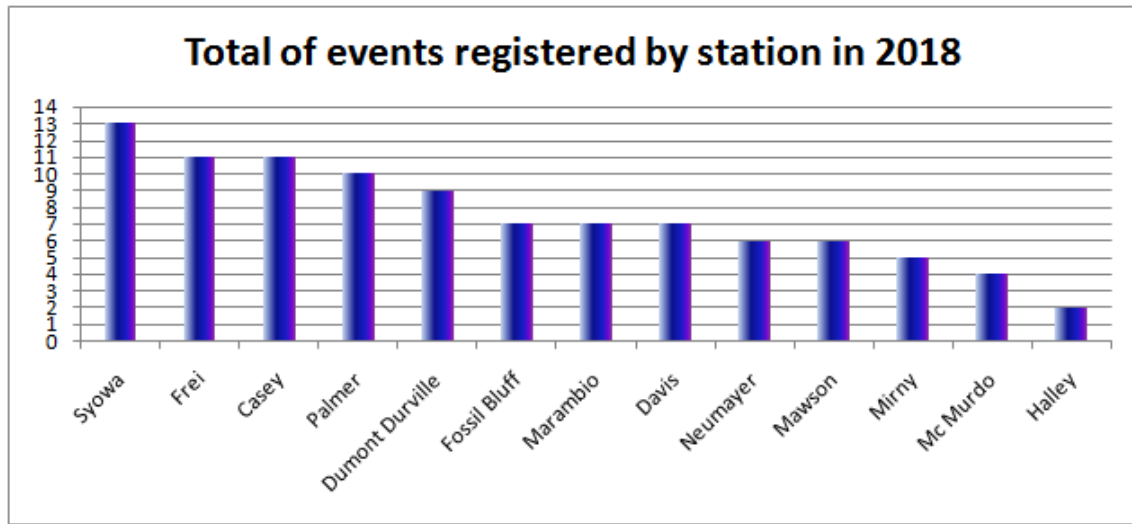 Total of events registered by station in 2018
14
13
12
11
10
9
8
7
6
5
4
3
2
1
0
Syowa
Frei
Casey
Palmer
Dumont Durville
Fossil Bluff
Marambio
Davis
Neumayer
Mawson
Mirny
Mc Murdo
Halley